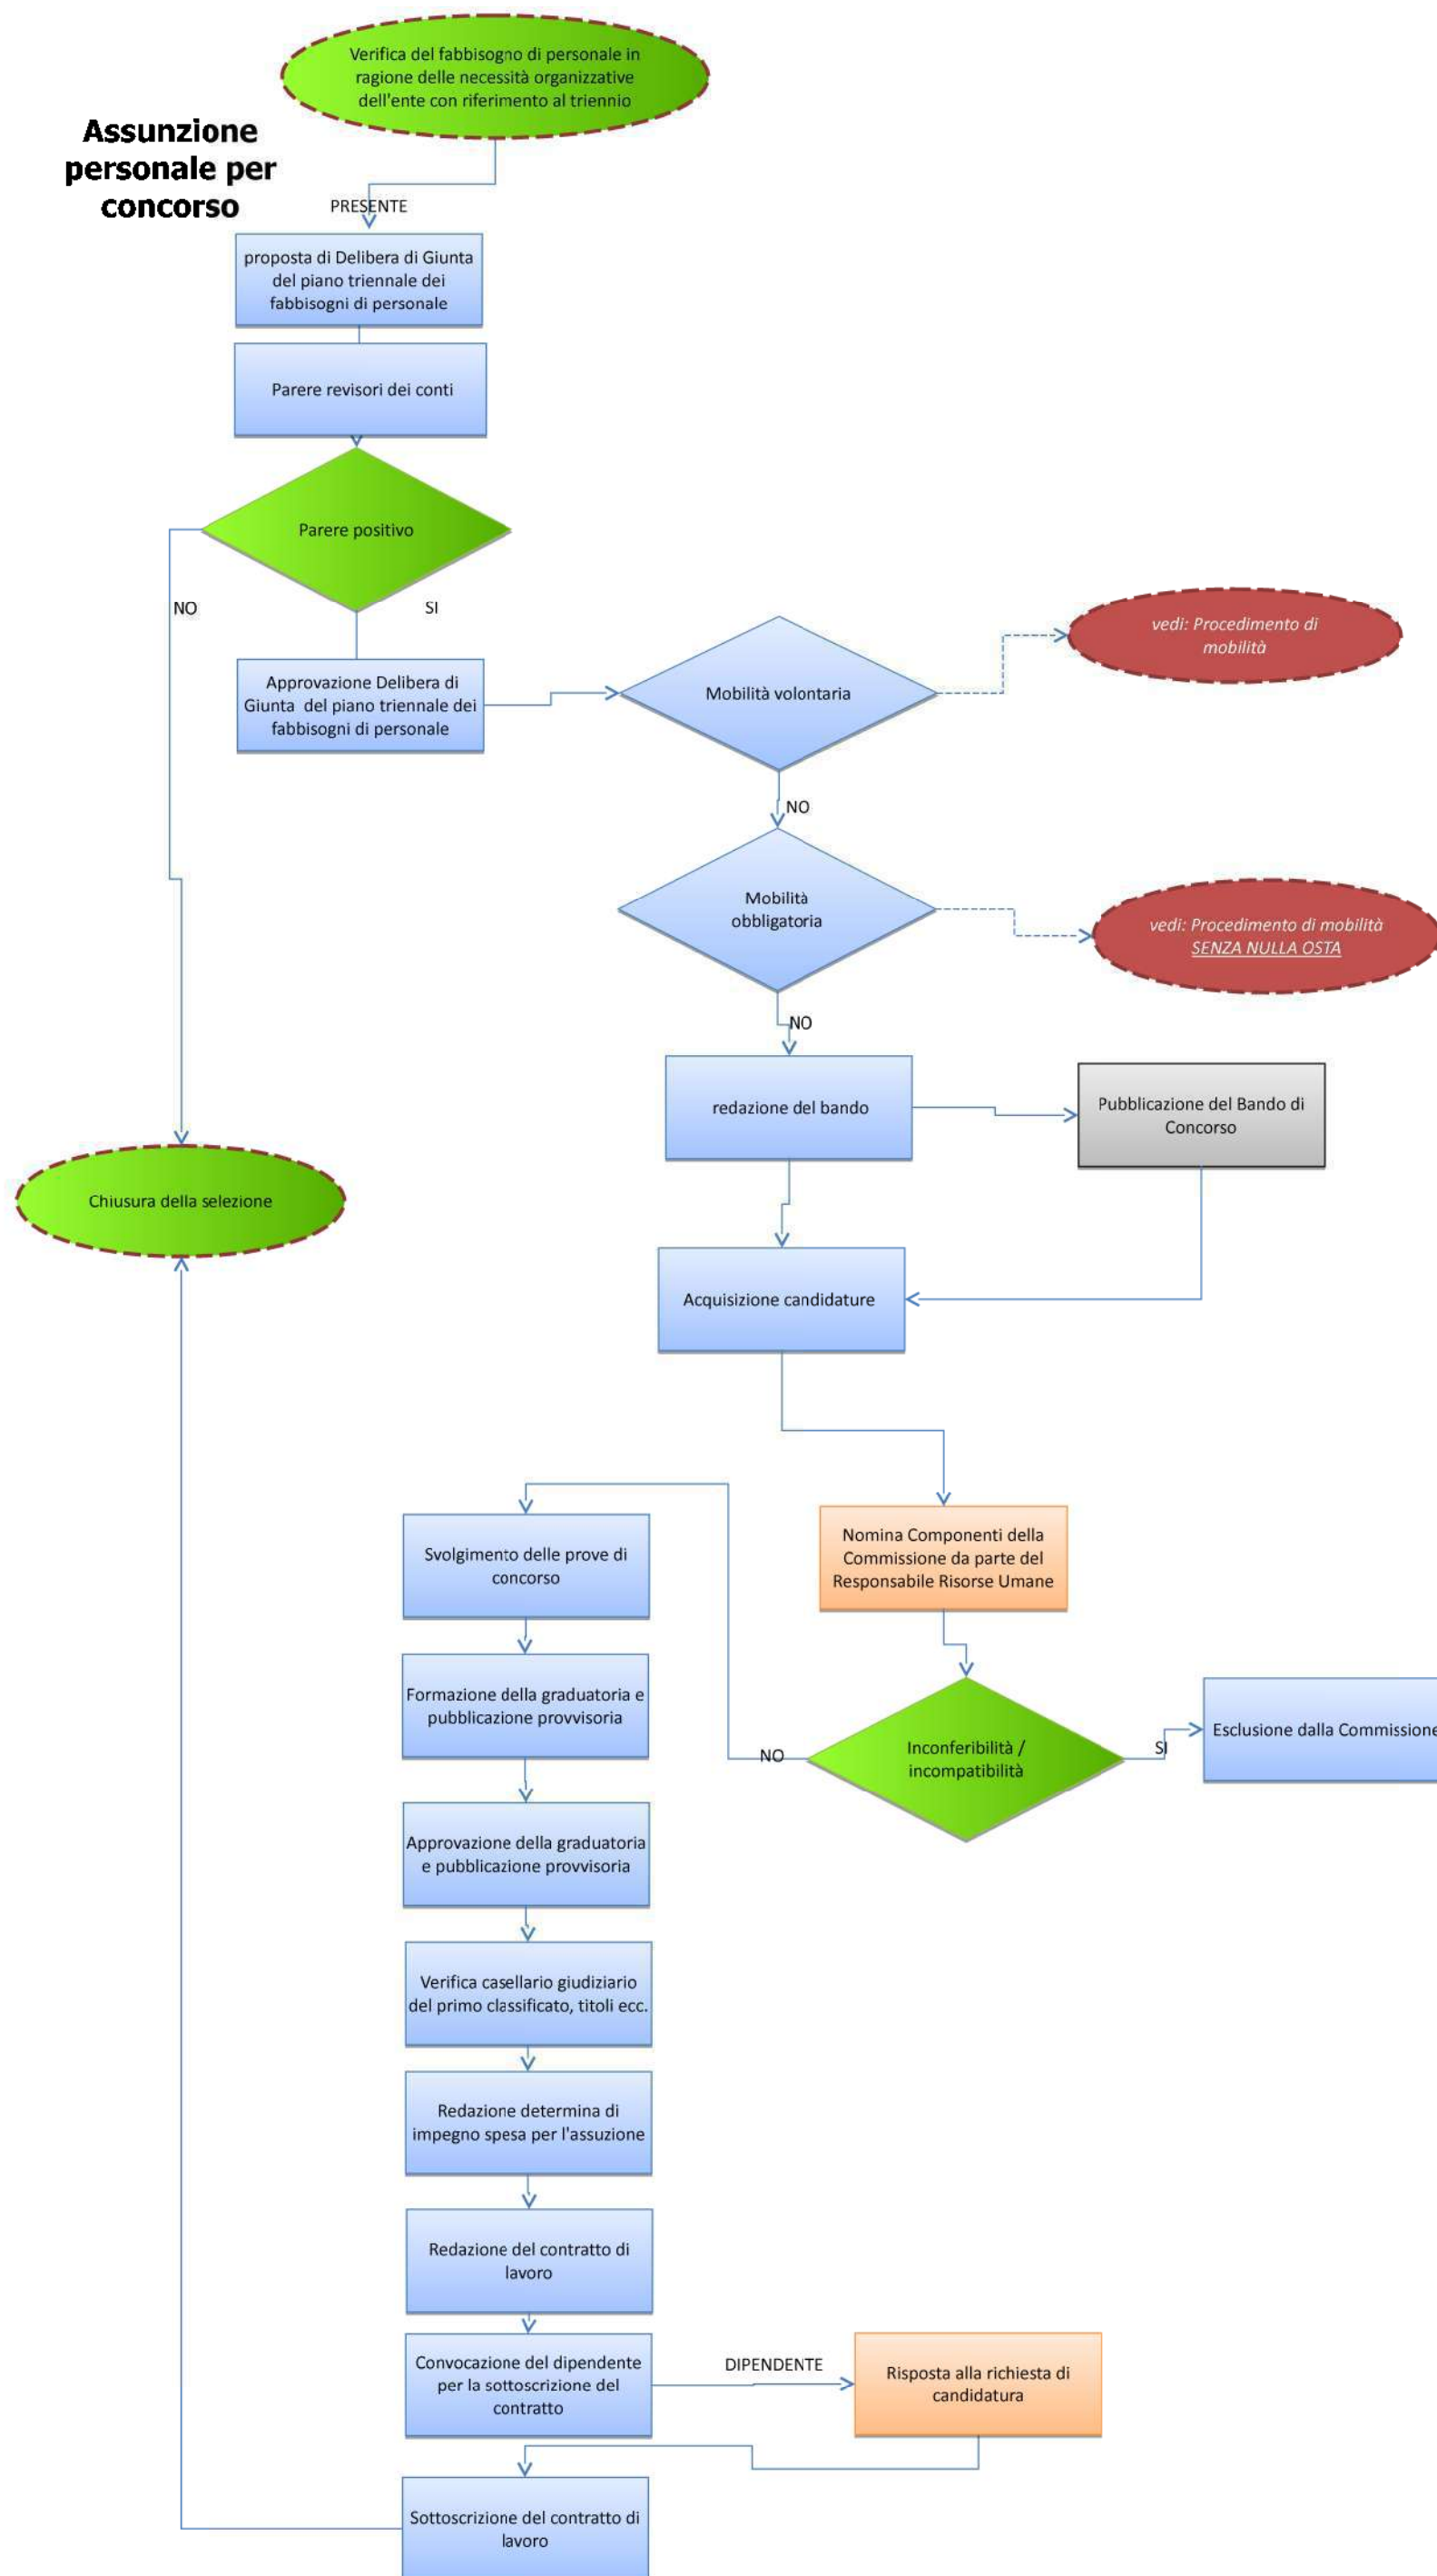 Verifica del fabbisogno di personale in
ragione delle necessità organizzative
dell'ente con riferimento al triennio
Assunzione
personale per
concorso
PRESENTE
proposta di Delibera di Giunta
del piano triennale dei
fabbisogni di personale
Parere revisori dei conti
Parere positivo
NO
SI
vedi: Procedimento di
mobilità
Approvazione Delibera di
Giunta del piano triennale dei
fabbisogni di personale
Mobilità volontaria
NO
Mobilità
obbligatoria
vedi: Procedimento di mobilità
SENZA NULLA OSTA
NO
redazione del bando
Pubblicazione del Bando di
Concorso
Chiusura della selezione
Acquisizione candidature
Svolgimento delle prove di
concorso
Nomina Componenti della
Commissione da parte del
Responsabile Risorse Umane
Formazione della graduatoria e
pubblicazione provvisoria
NO
Inconferibilità /
incompatibilità
SI
Esclusione dalla Commissione
Approvazione della graduatoria
e pubblicazione provvisoria
Verifica casellario giudiziario
del primo classificato, titoli ecc.
Redazione determina di
impegno spesa per l'assuzione
Redazione del contratto di
lavoro
Convocazione del dipendente
per la sottoscrizione del
contratto
DIPENDENTE
Risposta alla richiesta di
candidatura
Sottoscrizione del contratto di
lavoro